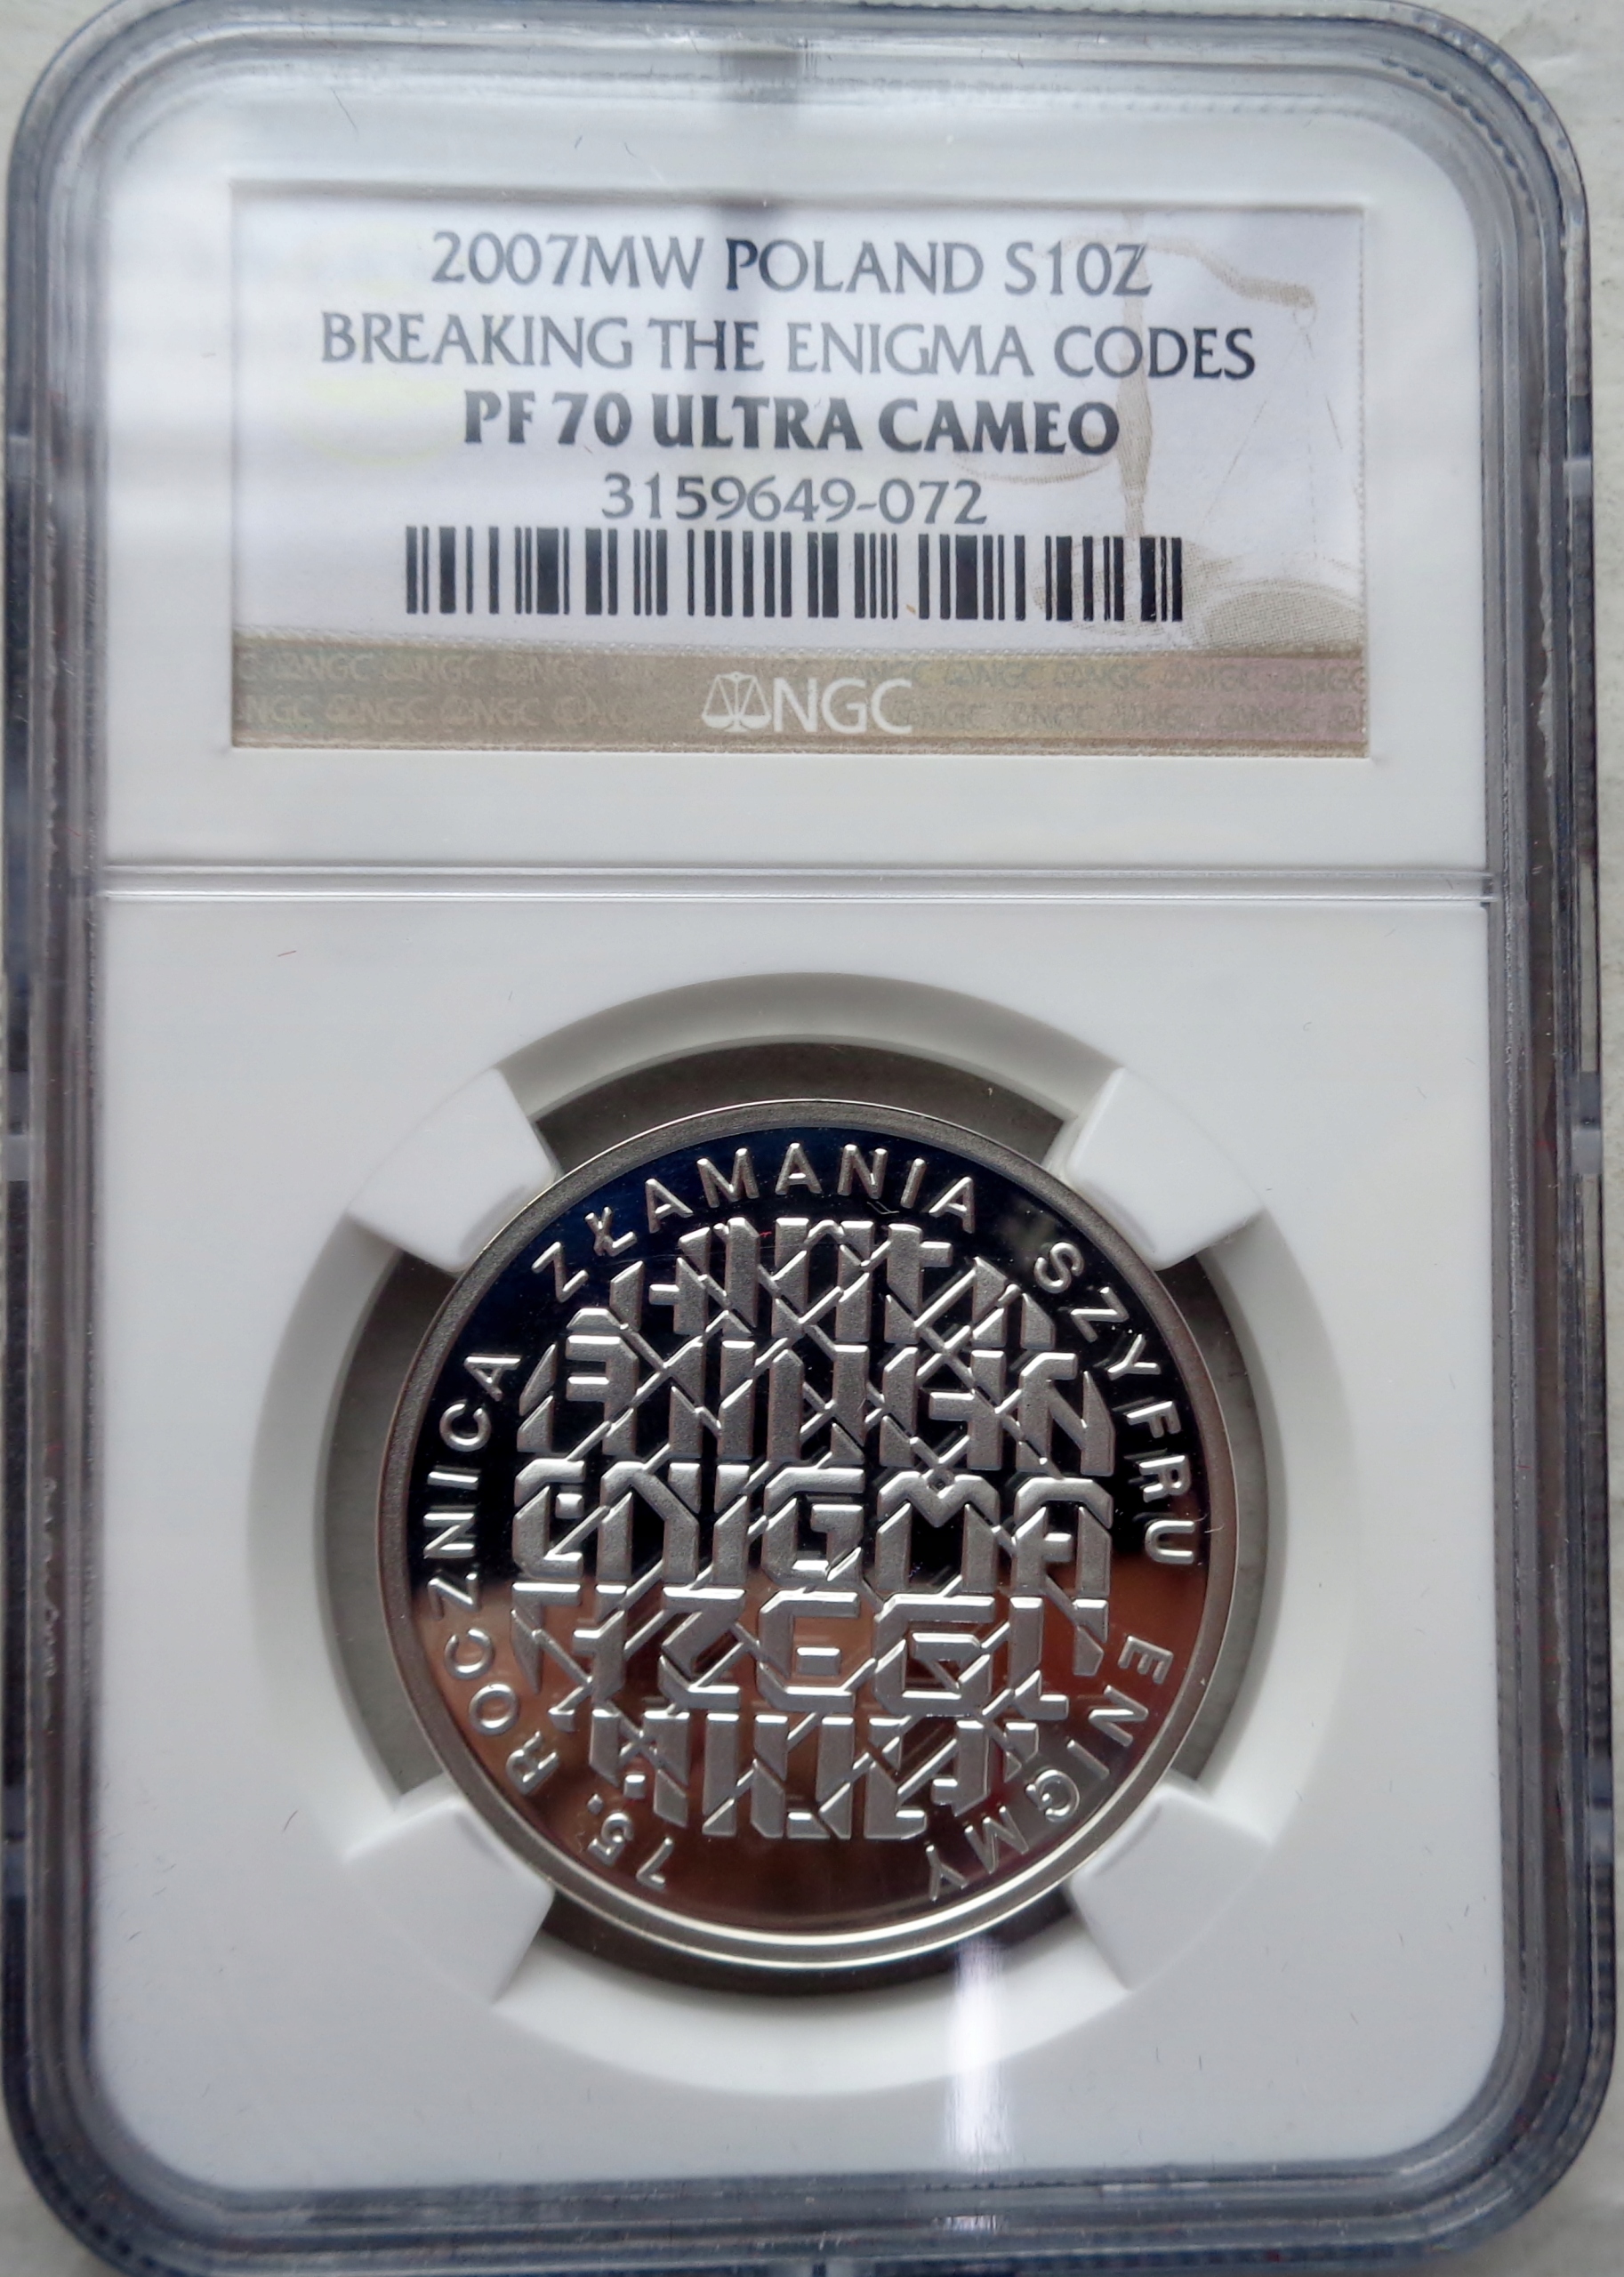 2007MW POLAND S10Z
BREAKING THE ENIGMA CODES
PF 70 ULTRA CAMEO
3159649-072
NGC
75. ROCZNICA ZŁAMANIA SZYFRU ENIGMY
ENIGMA